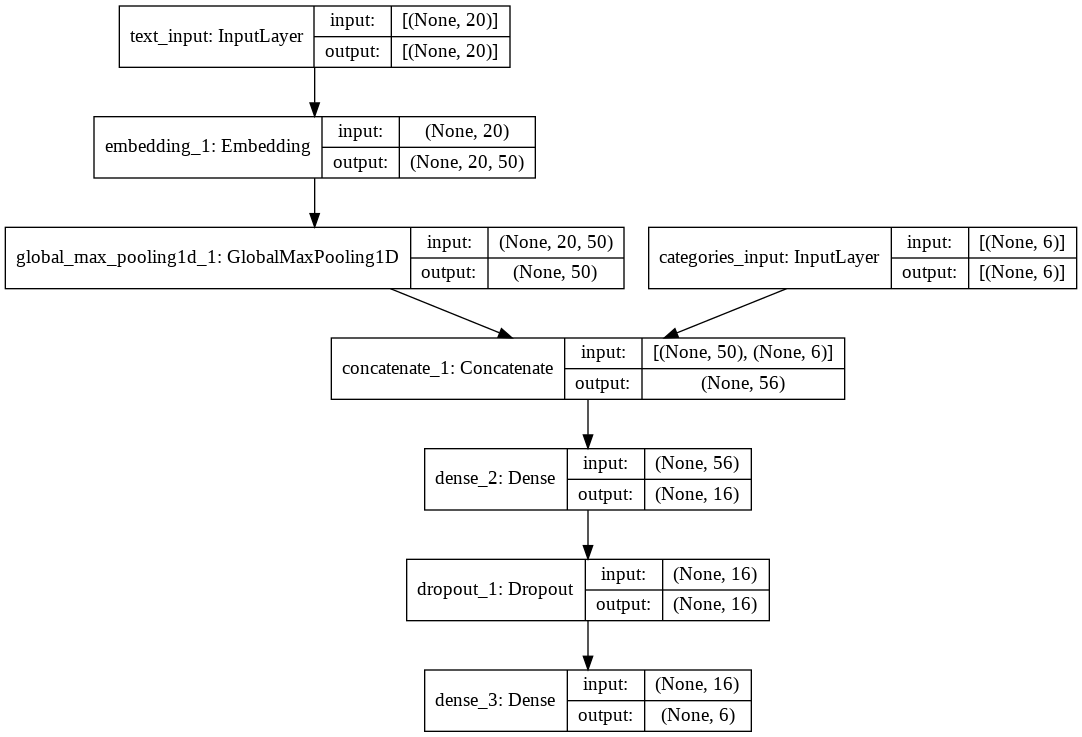 text_input: InputLayer
input:
[(None, 20)]
output:
[(None, 20)]
embedding_1: Embedding
input:
(None, 20)
output:
(None, 20, 50)
global_max_pooling1d_1: GlobalMaxPooling1D
input:
(None, 20, 50)
output:
(None, 50)
categories_input: InputLayer
input:
[(None, 6)]
output:
[(None, 6)]
concatenate_1: Concatenate
input:
[(None, 50), (None, 6)]
output:
(None, 56)
dense_2: Dense
input:
(None, 56)
output:
(None, 16)
dropout_1: Dropout
input:
(None, 16)
output:
(None, 16)
dense_3: Dense
input:
(None, 16)
output:
(None, 6)